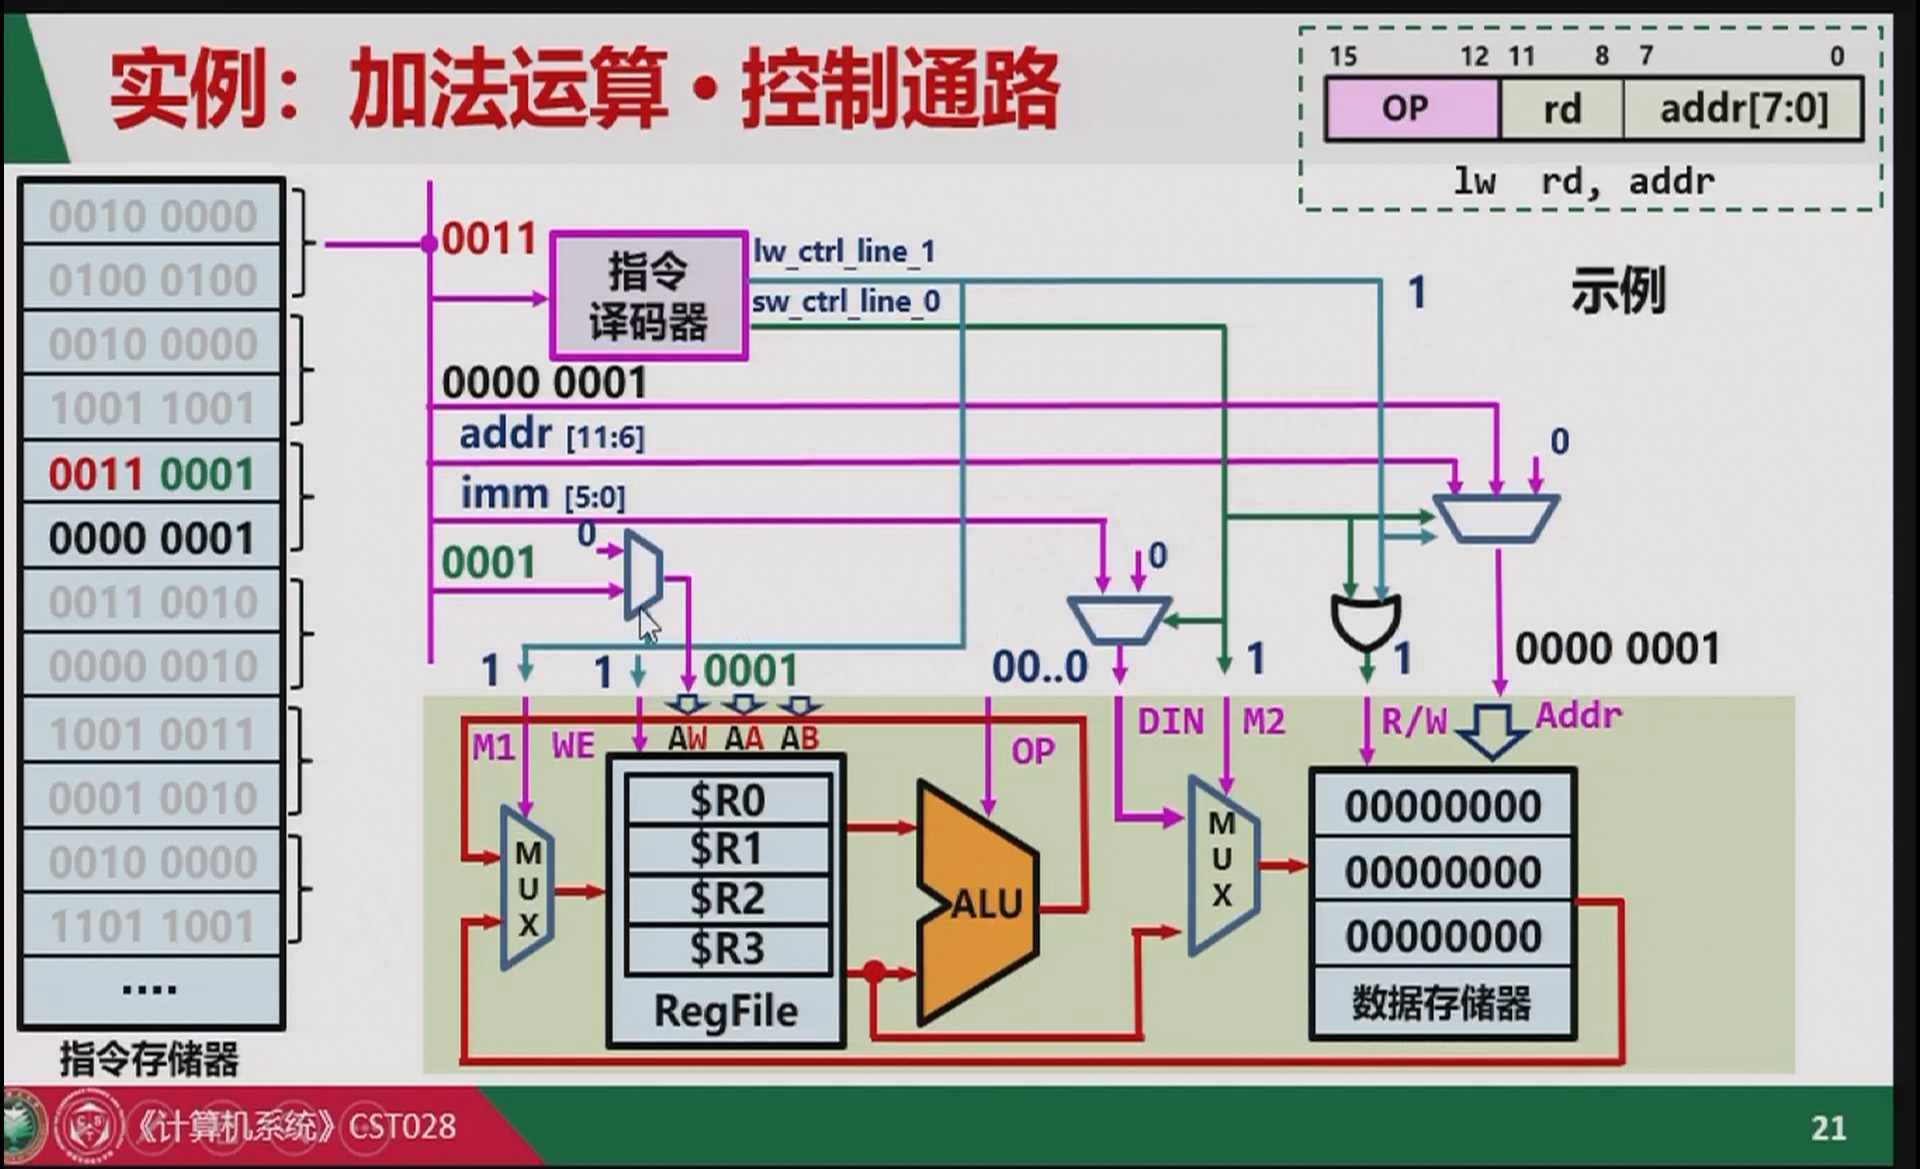 实例：加法运算·控制通路
15 12 11 8 7 0
OP rd addr[7:0]
lw rd, addr
0010 0000
0100 0100
0010 0000
1001 1001
0011 0001
0000 0001
0011 0010
0000 0010
1001 0011
0001 0010
0010 0000
1101 1001
....
指令存储器
0011
指令
译码器
lw_ctrl_line_1
sw_ctrl_line_0
1
示例
0000 0001
addr [11:6]
0
imm [5:0]
0
0001
0
1
1
0001
00..0
1
1
0000 0001
M1
WE
AW AA AB
OP
DIN
M2
R/W
Addr
MUX
$R0
$R1
$R2
$R3
RegFile
ALU
MUX
00000000
00000000
00000000
数据存储器
《计算机系统》CST028
21